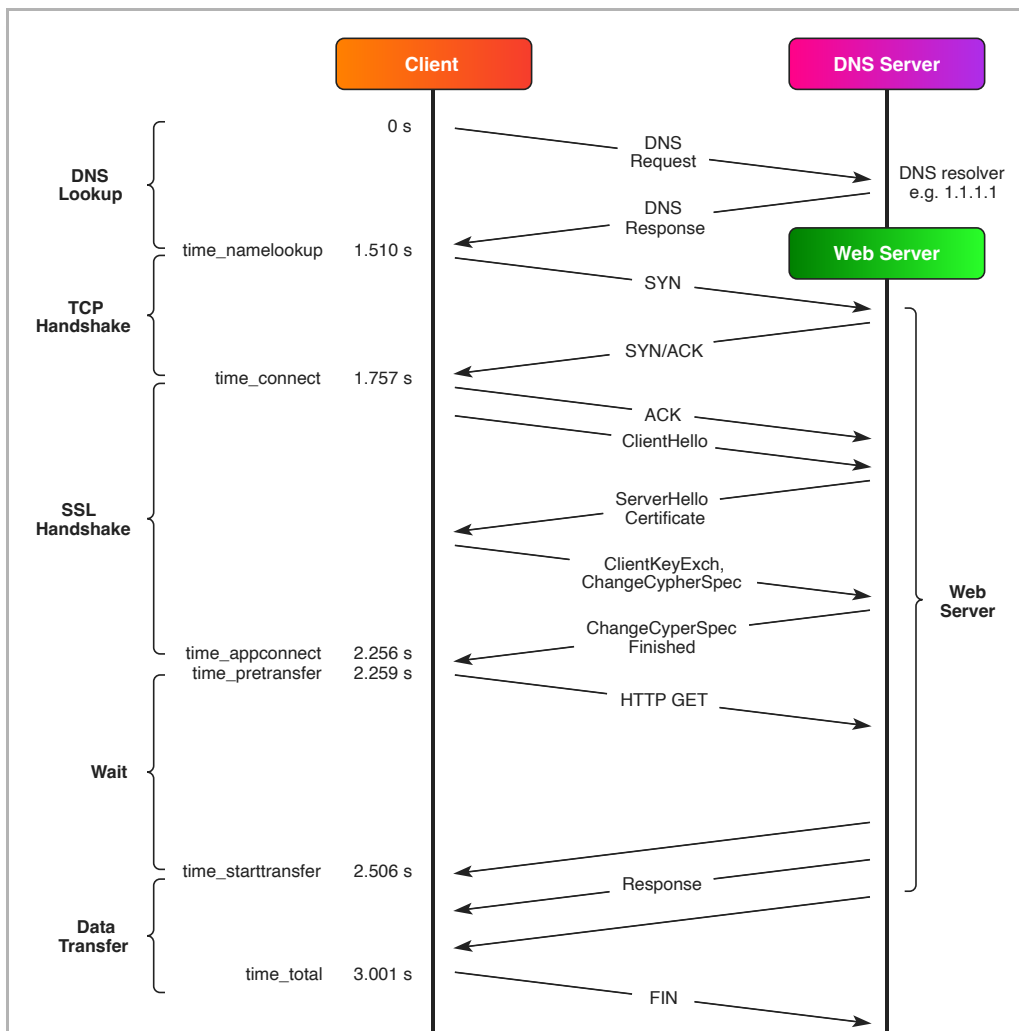 Client
DNS Server
0 s
DNS
Request
DNS
Lookup
DNS resolver
e.g. 1.1.1.1
DNS
Response
time_namelookup 1.510 s
Web Server
SYN
TCP
Handshake
SYN/ACK
time_connect 1.757 s
ACK
ClientHello
SSL
Handshake
ServerHello
Certificate
ClientKeyExch,
ChangeCypherSpec
Web
Server
ChangeCyperSpec
Finished
time_appconnect 2.256 s
time_pretransfer 2.259 s
HTTP GET
Wait
time_starttransfer 2.506 s
Response
Data
Transfer
time_total 3.001 s
FIN